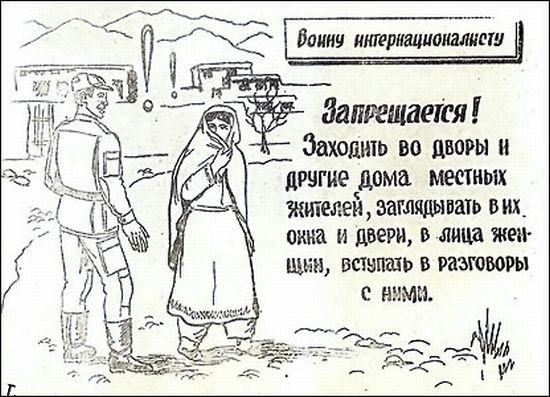 Воину интернационалисту
Запрещается!
Заходить во дворы и
другие дома местных
жителей, заглядывать в их
окна и двери, в лица жен-
щин, вступать в разговоры
с ними.
г.